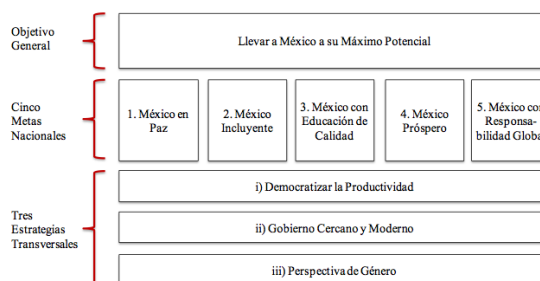 Objetivo
General
Llevar a México a su Máximo Potencial
Cinco
Metas
Nacionales
1. México en
Paz
2. México
Incluyente
3. México con
Educación de
Calidad
4. México
Próspero
5. México con
Responsa-
bilidad Global
Tres
Estrategias
Transversales
i) Democratizar la Productividad
ii) Gobierno Cercano y Moderno
iii) Perspectiva de Género